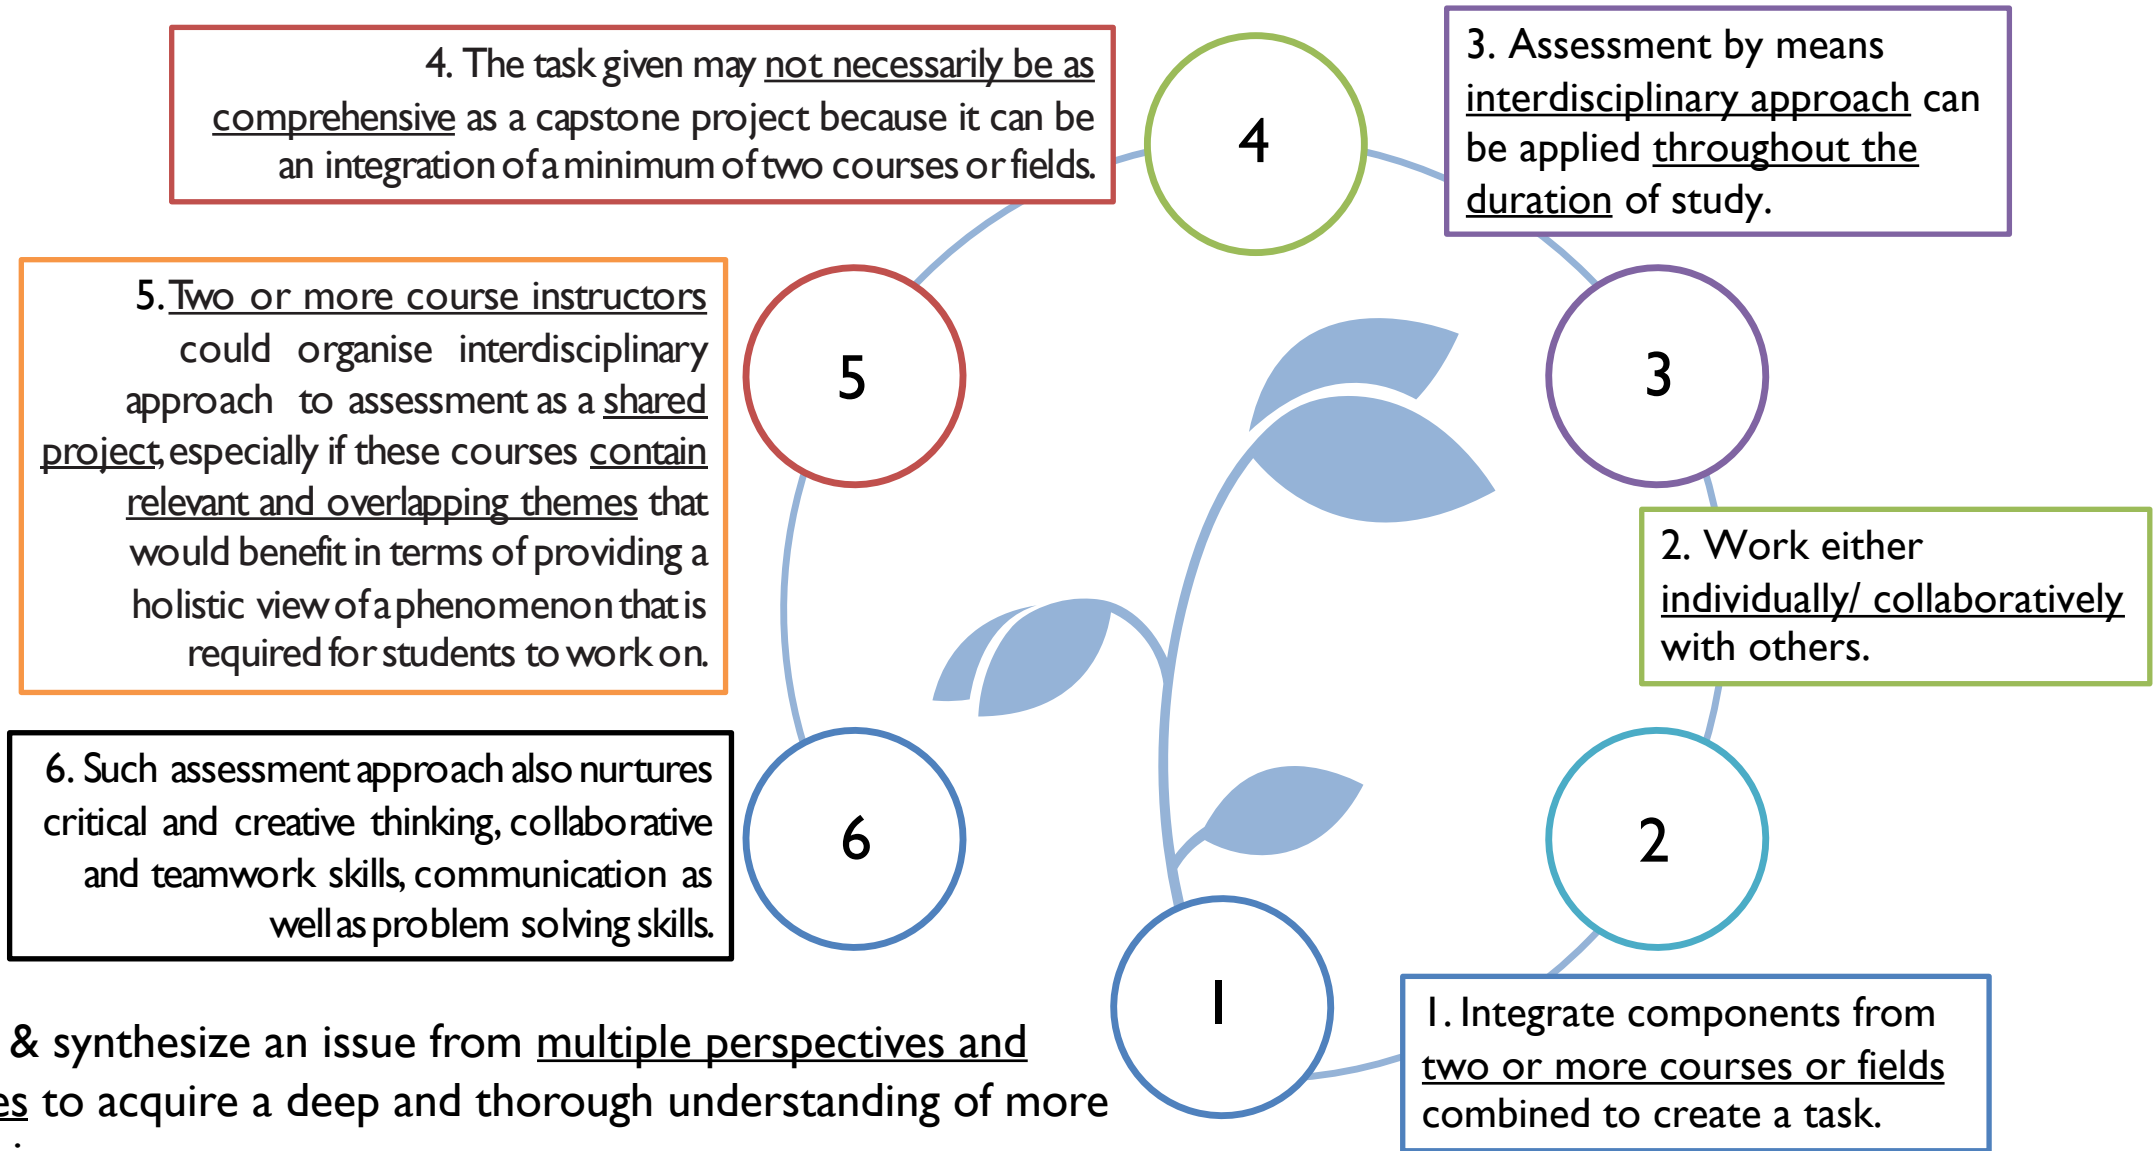 4. The task given may not necessarily be as
comprehensive as a capstone project because it can be
an integration of a minimum of two courses or fields.
4
3. Assessment by means
interdisciplinary approach can
be applied throughout the
duration of study.
5. Two or more course instructors
could organise interdisciplinary
approach to assessment as a shared
project, especially if these courses contain
relevant and overlapping themes that
would benefit in terms of providing a
holistic view of a phenomenon that is
required for students to work on.
5
3
2. Work either
individually/ collaboratively
with others.
6. Such assessment approach also nurtures
critical and creative thinking, collaborative
and teamwork skills, communication as
well as problem solving skills.
6
2
1
1. Integrate components from
two or more courses or fields
combined to create a task.
& synthesize an issue from multiple perspectives and
es to acquire a deep and thorough understanding of more